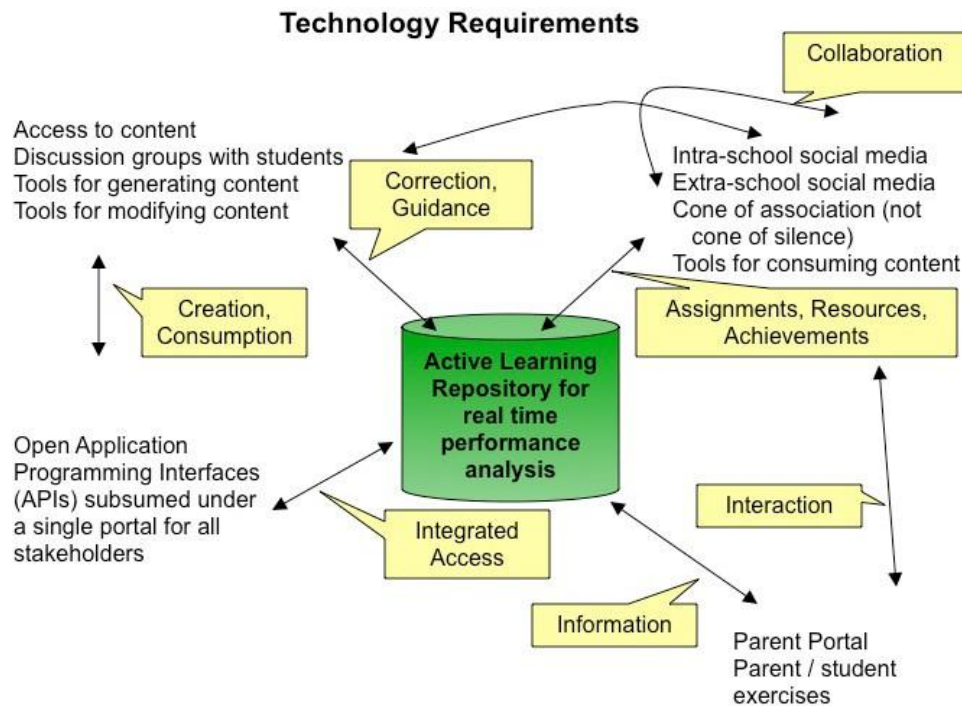 Technology Requirements
Collaboration
Access to content
Discussion groups with students
Tools for generating content
Tools for modifying content
Correction,
Guidance
Intra-school social media
Extra-school social media
Cone of association (not
cone of silence)
Tools for consuming content
Creation,
Consumption
Assignments, Resources,
Achievements
Active Learning
Repository for
real time
performance
analysis
Open Application
Programming Interfaces
(APIs) subsumed under
a single portal for all
stakeholders
Integrated
Access
Interaction
Information
Parent Portal
Parent / student
exercises